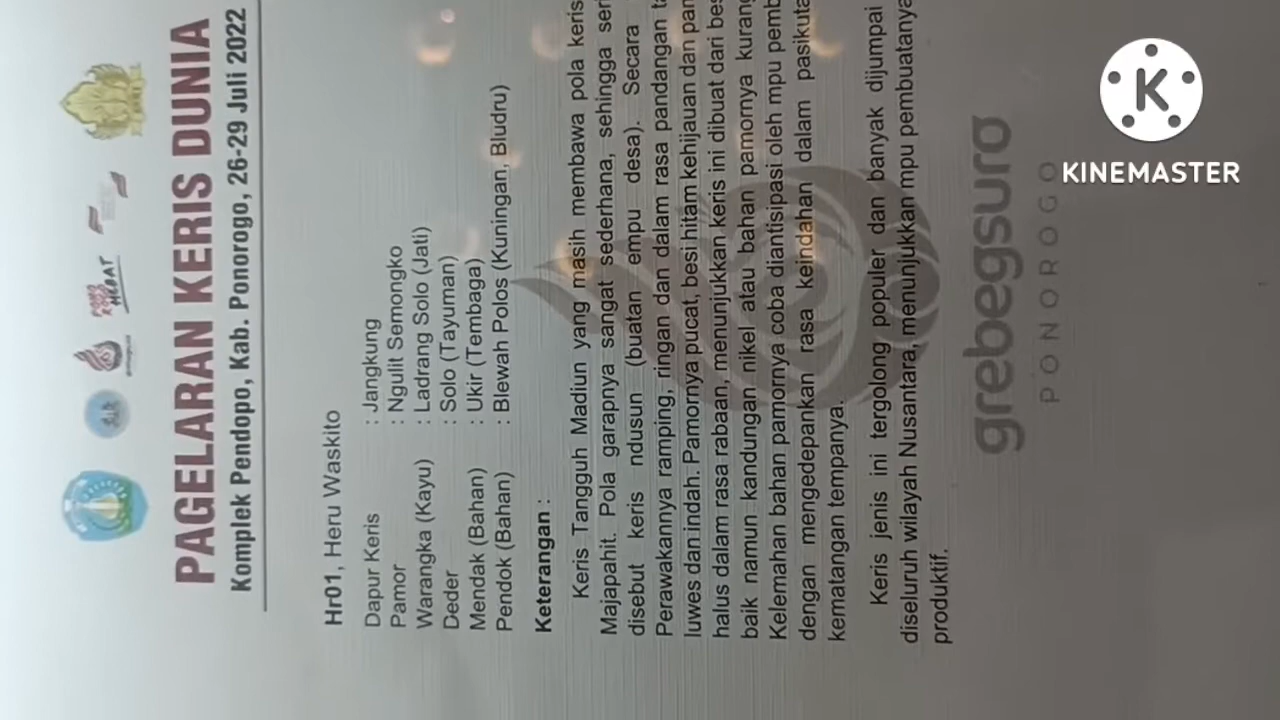 PAGELARAN KERIS DUNIA
Komplek Pendopo, Kab. Ponorogo, 26-29 Juli 2022
Hr01, Heru Waskito
Dapur Keris : Jangkung
Pamor : Ngulit Semongko
Warangka (Kayu) : Ladrang Solo (Jati)
Deder : Solo (Tayuman)
Mendak (Bahan) : Ukir (Tembaga)
Pendok (Bahan) : Blewah Polos (Kuningan, Bludru)
Keterangan :
Keris Tangguh Madiun yang masih membawa pola keris
Majapahit. Pola garapnya sangat sederhana, sehingga
disebut keris ndusun (buatan empu desa). Secara
Perawakannya ramping, ringan dan dalam rasa pandangan
luwes dan indah. Pamornya pucat, besi hitam kehijauan dan
halus dalam rasa rabaan, menunjukkan keris ini dibuat dari
baik namun kandungan nikel atau bahan pamornya kurang
Kelemahan bahan pamornya coba diantisipasi oleh mpu
dengan mengedepankan rasa keindahan dalam
kematangan tempanya.
Keris jenis ini tergolong populer dan banyak dijumpai
diseluruh wilayah Nusantara, menunjukkan mpu pembuatanya
produktif.
grebegsuro
PONOROGO
K
KINEMASTER